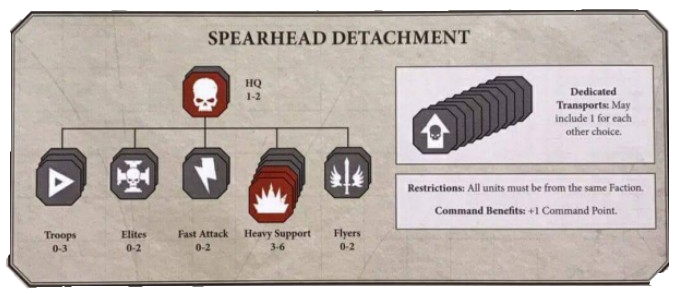 SPEARHEAD DETACHMENT
HQ
1-2
Troops
0-3
Elites
0-2
Fast Attack
0-2
Heavy Support
3-6
Flyers
0-2
Dedicated
Transports: May
include 1 for each
other choice.
Restrictions: All units must be from the same Faction.
Command Benefits: +1 Command Point.